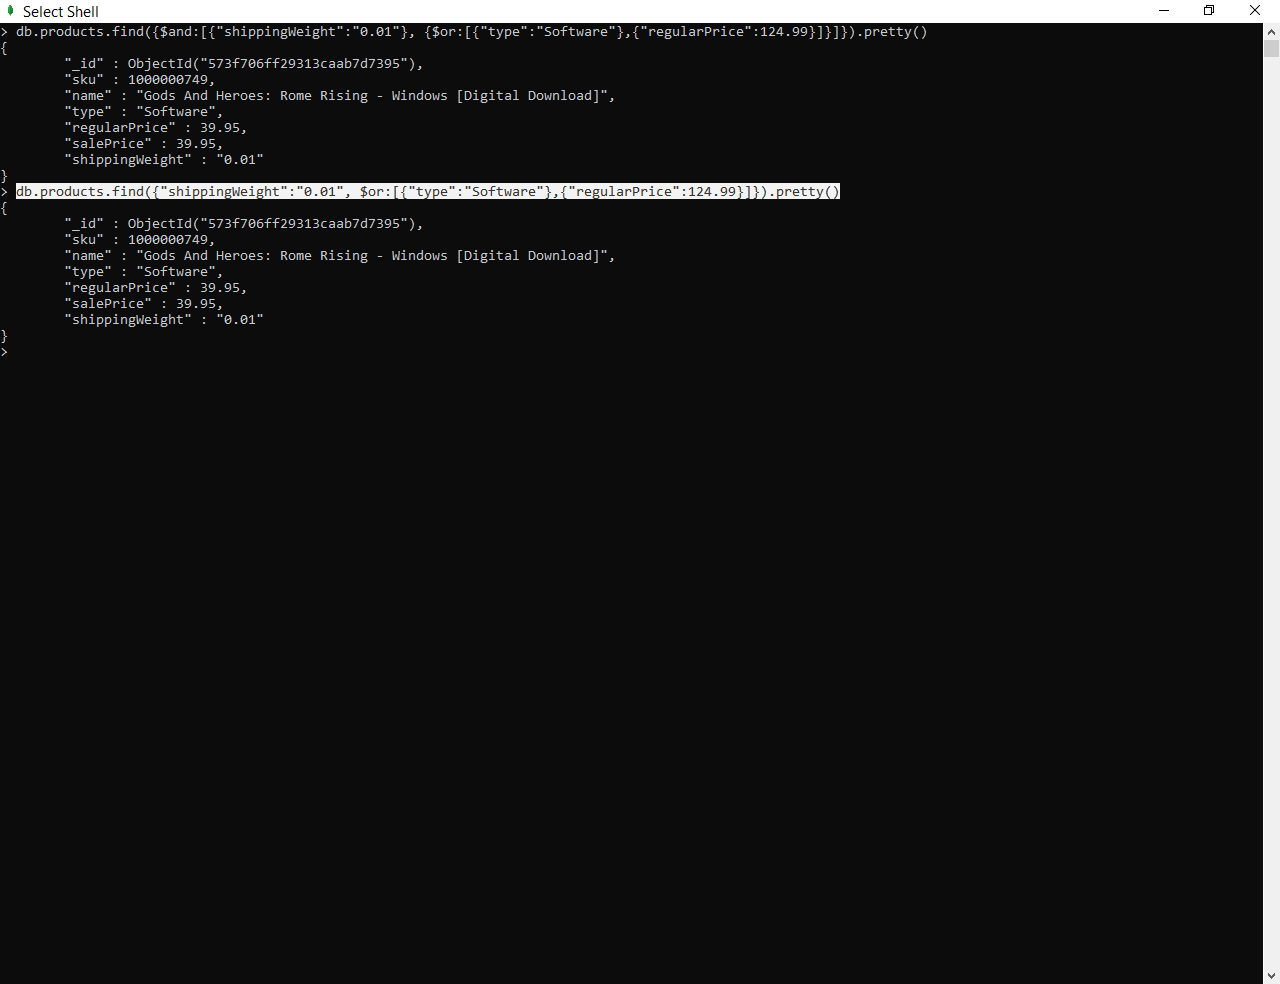 Select Shell
> db.products.find({$and:[{"shippingWeight":"0.01"}, {$or:[{"type":"Software"},{"regularPrice":124.99}]}]}).pretty()
{
        "_id" : ObjectId("573f706ff29313caab7d7395"),
        "sku" : 1000000749,
        "name" : "Gods And Heroes: Rome Rising - Windows [Digital Download]",
        "type" : "Software",
        "regularPrice" : 39.95,
        "salePrice" : 39.95,
        "shippingWeight" : "0.01"
}
> db.products.find({"shippingWeight":"0.01", $or:[{"type":"Software"},{"regularPrice":124.99}]}).pretty()
{
        "_id" : ObjectId("573f706ff29313caab7d7395"),
        "sku" : 1000000749,
        "name" : "Gods And Heroes: Rome Rising - Windows [Digital Download]",
        "type" : "Software",
        "regularPrice" : 39.95,
        "salePrice" : 39.95,
        "shippingWeight" : "0.01"
}
>